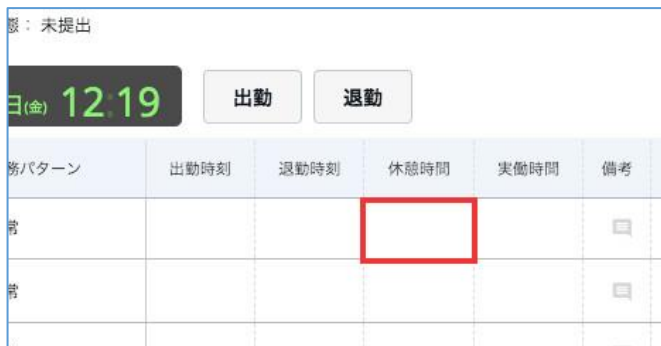 態： 未提出
日(金) 12:19 出勤 退勤
務パターン 出勤時刻 退勤時刻 休憩時間 実働時間 備考
常
常